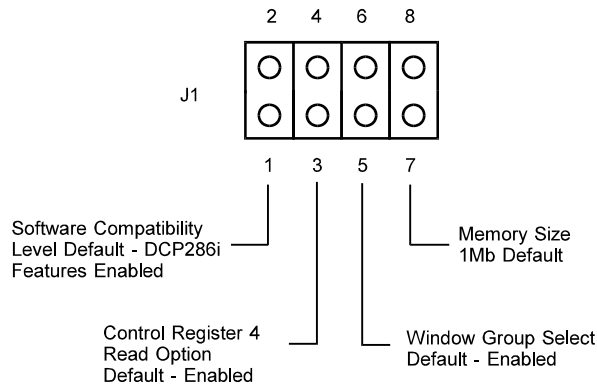 2 4 6 8
J1
1 3 5 7
Software Compatibility
Level Default - DCP286i
Features Enabled
Memory Size
1Mb Default
Control Register 4
Read Option
Default - Enabled
Window Group Select
Default - Enabled